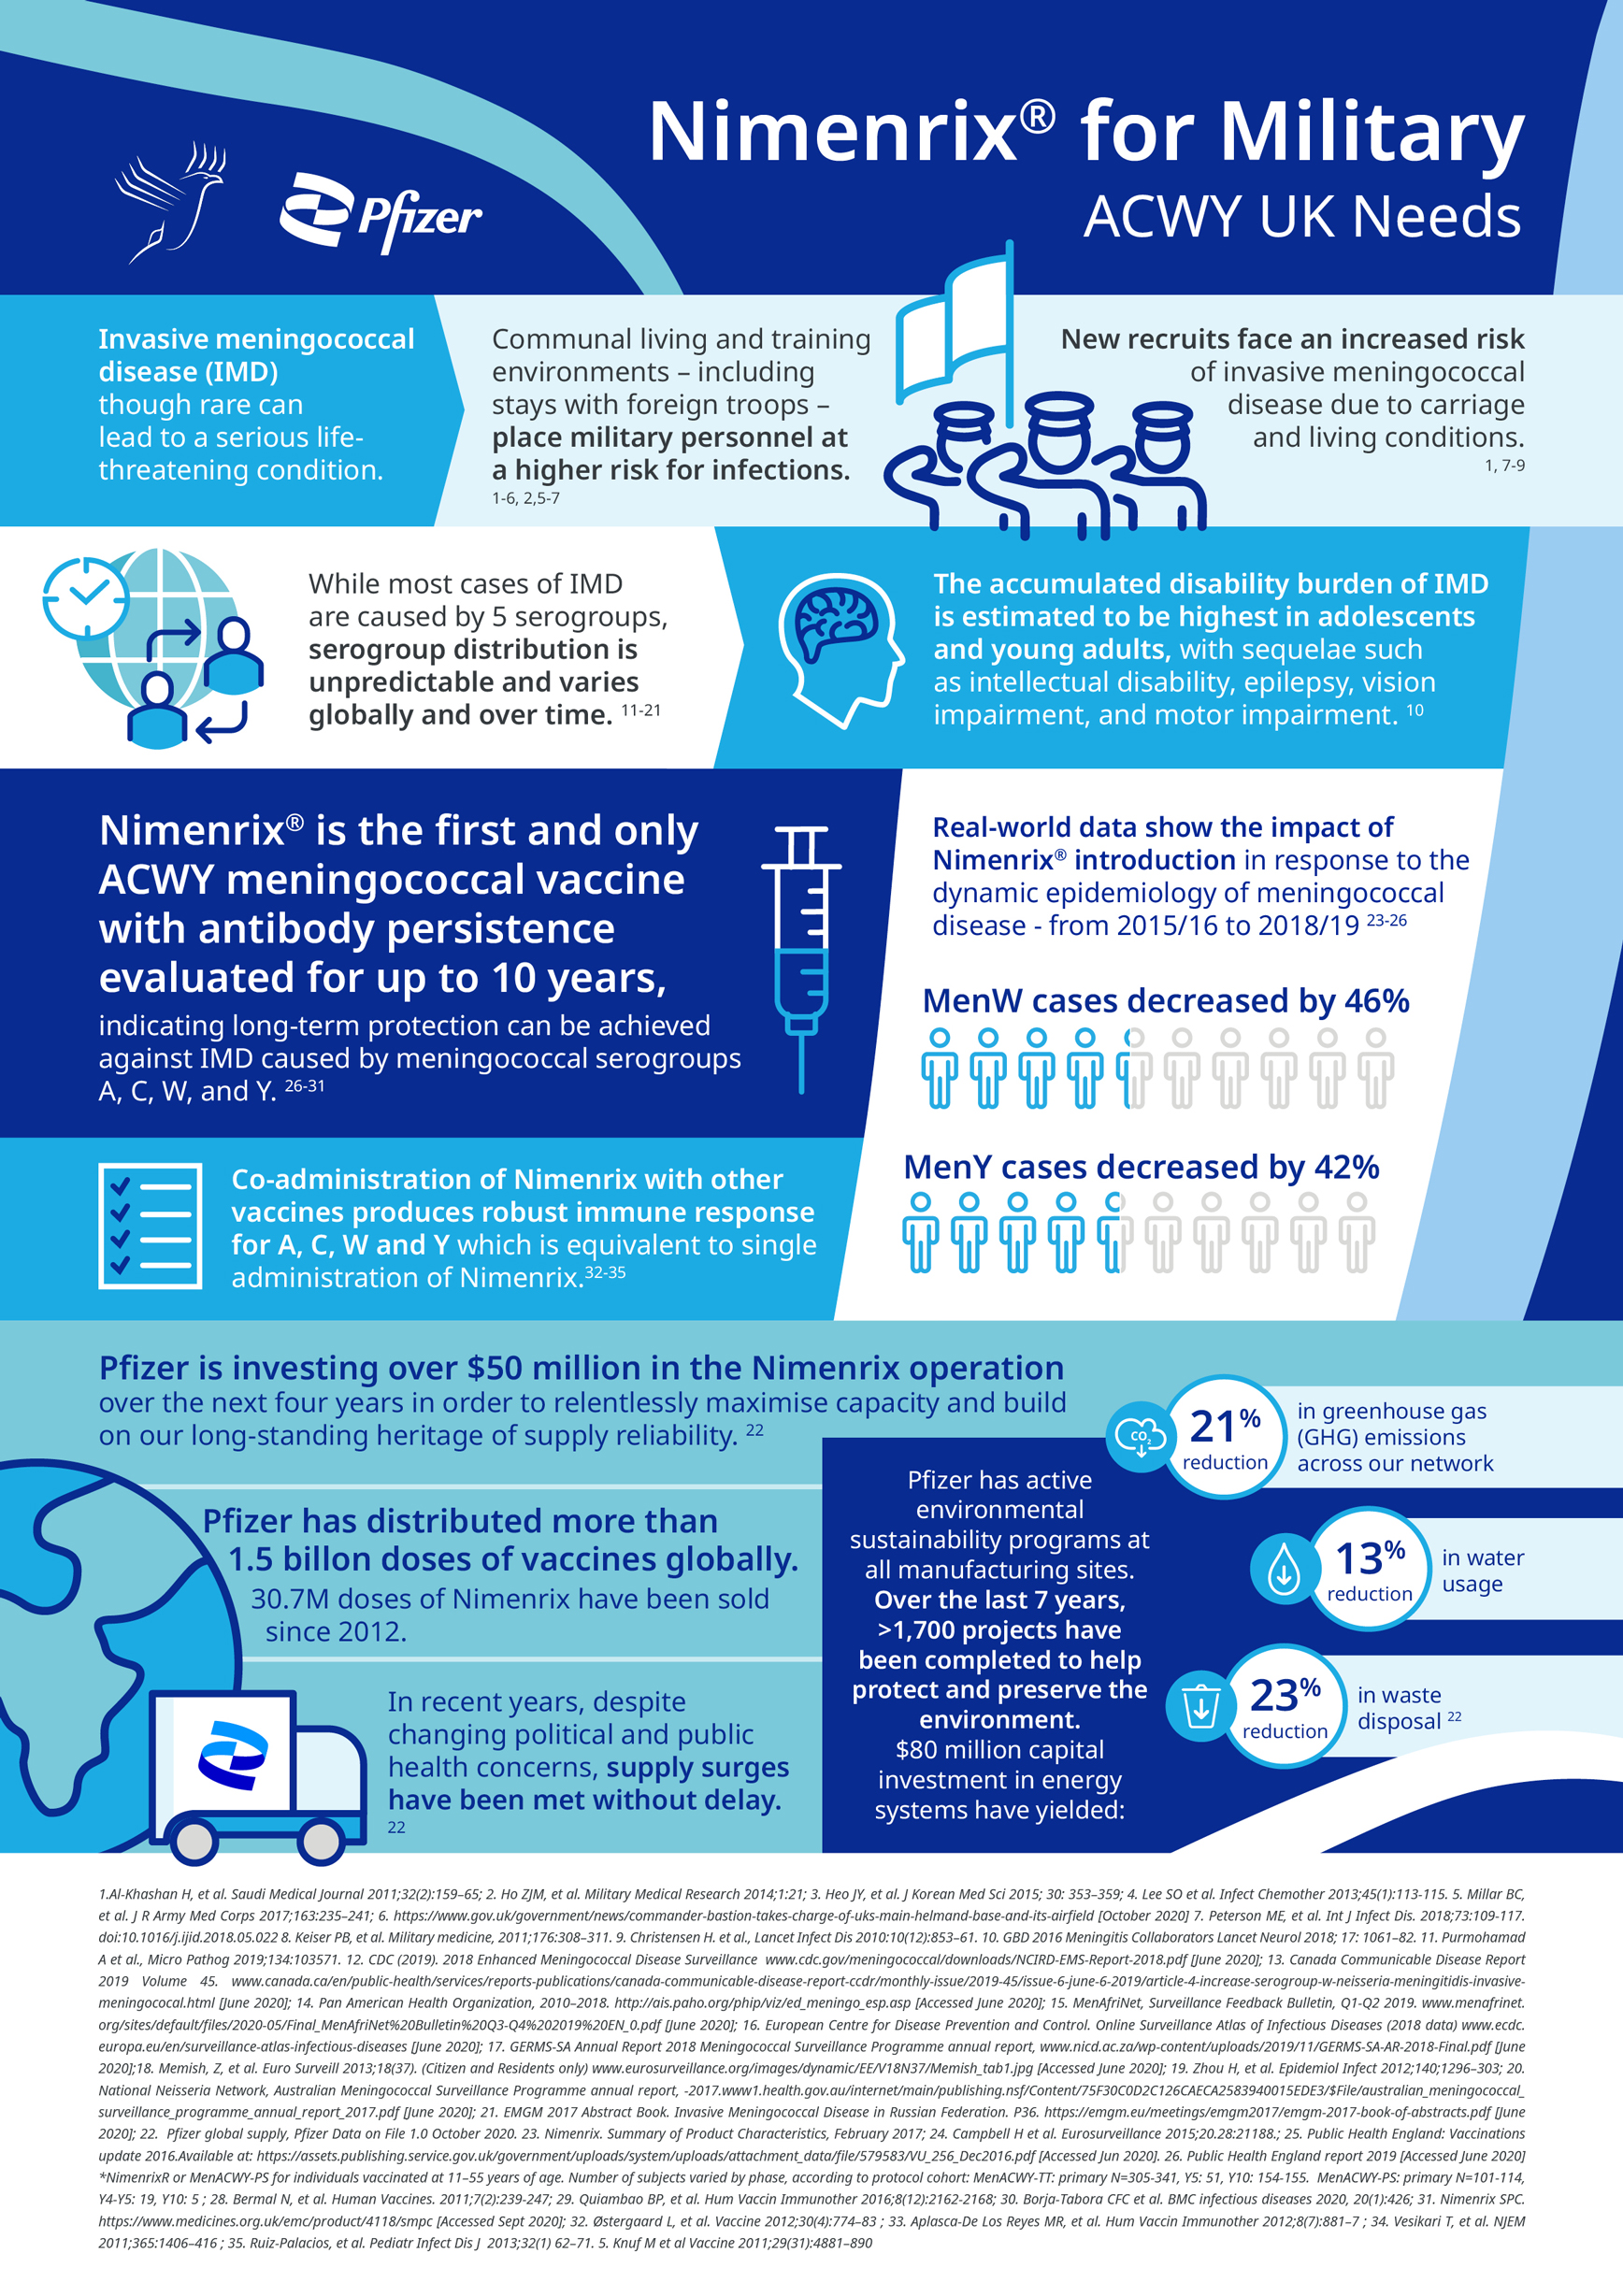 Pfizer
Nimenrix® for Military
ACWY UK Needs
Invasive meningococcal
disease (IMD)
though rare can
lead to a serious life-
threatening condition.
Communal living and training
environments – including
stays with foreign troops –
place military personnel at
a higher risk for infections.
1-6, 2,5-7
New recruits face an increased risk
of invasive meningococcal
disease due to carriage
and living conditions.
1, 7-9
While most cases of IMD
are caused by 5 serogroups,
serogroup distribution is
unpredictable and varies
globally and over time. 11-21
The accumulated disability burden of IMD
is estimated to be highest in adolescents
and young adults, with sequelae such
as intellectual disability, epilepsy, vision
impairment, and motor impairment. 10
Nimenrix® is the first and only
ACWY meningococcal vaccine
with antibody persistence
evaluated for up to 10 years,
indicating long-term protection can be achieved
against IMD caused by meningococcal serogroups
A, C, W, and Y. 26-31
Real-world data show the impact of
Nimenrix® introduction in response to the
dynamic epidemiology of meningococcal
disease - from 2015/16 to 2018/19 23-26
MenW cases decreased by 46%
MenY cases decreased by 42%
Co-administration of Nimenrix with other
vaccines produces robust immune response
for A, C, W and Y which is equivalent to single
administration of Nimenrix.32-35
Pfizer is investing over $50 million in the Nimenrix operation
over the next four years in order to relentlessly maximise capacity and build
on our long-standing heritage of supply reliability. 22
Pfizer has distributed more than
1.5 billon doses of vaccines globally.
30.7M doses of Nimenrix have been sold
since 2012.
In recent years, despite
changing political and public
health concerns, supply surges
have been met without delay.
22
Pfizer has active
environmental
sustainability programs at
all manufacturing sites.
Over the last 7 years,
>1,700 projects have
been completed to help
protect and preserve the
environment.
$80 million capital
investment in energy
systems have yielded:
CO2
21%
reduction
in greenhouse gas
(GHG) emissions
across our network
13%
reduction
in water
usage
23%
reduction
in waste
disposal 22
1.Al-Khashan H, et al. Saudi Medical Journal 2011;32(2):159–65; 2. Ho ZJM, et al. Military Medical Research 2014;1:21; 3. Heo JY, et al. J Korean Med Sci 2015; 30: 353–359; 4. Lee SO et al. Infect Chemother 2013;45(1):113-115. 5. Millar BC,
et al. J R Army Med Corps 2017;163:235–241; 6. https://www.gov.uk/government/news/commander-bastion-takes-charge-of-uks-main-helmand-base-and-its-airfield [October 2020] 7. Peterson ME, et al. Int J Infect Dis. 2018;73:109-117.
doi:10.1016/j.ijid.2018.05.022 8. Keiser PB, et al. Military medicine, 2011;176:308–311. 9. Christensen H. et al., Lancet Infect Dis 2010:10(12):853–61. 10. GBD 2016 Meningitis Collaborators Lancet Neurol 2018; 17: 1061–82. 11. Purmohamad
A et al., Micro Pathog 2019;134:103571. 12. CDC (2019). 2018 Enhanced Meningococcal Disease Surveillance www.cdc.gov/meningococcal/downloads/NCIRD-EMS-Report-2018.pdf [June 2020]; 13. Canada Communicable Disease Report
2019 Volume 45. www.canada.ca/en/public-health/services/reports-publications/canada-communicable-disease-report-ccdr/monthly-issue/2019-45/issue-6-june-6-2019/article-4-increase-serogroup-w-neisseria-meningitidis-invasive-
meningococal.html [June 2020]; 14. Pan American Health Organization, 2010–2018. http://ais.paho.org/phip/viz/ed_meningo_esp.asp [Accessed June 2020]; 15. MenAfriNet, Surveillance Feedback Bulletin, Q1-Q2 2019. www.menafrinet.
org/sites/default/files/2020-05/Final_MenAfriNet%20Bulletin%20Q3-Q4%202019%20EN_0.pdf [June 2020]; 16. European Centre for Disease Prevention and Control. Online Surveillance Atlas of Infectious Diseases (2018 data) www.ecdc.
europa.eu/en/surveillance-atlas-infectious-diseases [June 2020]; 17. GERMS-SA Annual Report 2018 Meningococcal Surveillance Programme annual report, www.nicd.ac.za/wp-content/uploads/2019/11/GERMS-SA-AR-2018-Final.pdf [June
2020];18. Memish, Z, et al. Euro Surveill 2013;18(37). (Citizen and Residents only) www.eurosurveillance.org/images/dynamic/EE/V18N37/Memish_tab1.jpg [Accessed June 2020]; 19. Zhou H, et al. Epidemiol Infect 2012;140;1296–303; 20.
National Neisseria Network, Australian Meningococcal Surveillance Programme annual report, -2017.www1.health.gov.au/internet/main/publishing.nsf/Content/75F30C0D2C126CAECA2583940015EDE3/$File/australian_meningococcal_
surveillance_programme_annual_report_2017.pdf [June 2020]; 21. EMGM 2017 Abstract Book. Invasive Meningococcal Disease in Russian Federation. P36. https://emgm.eu/meetings/emgm2017/emgm-2017-book-of-abstracts.pdf [June
2020]; 22. Pfizer global supply, Pfizer Data on File 1.0 October 2020. 23. Nimenrix. Summary of Product Characteristics, February 2017; 24. Campbell H et al. Eurosurveillance 2015;20.28:21188.; 25. Public Health England: Vaccinations
update 2016.Available at: https://assets.publishing.service.gov.uk/government/uploads/system/uploads/attachment_data/file/579583/VU_256_Dec2016.pdf [Accessed Jun 2020]. 26. Public Health England report 2019 [Accessed June 2020]
*NimenrixR or MenACWY-PS for individuals vaccinated at 11–55 years of age. Number of subjects varied by phase, according to protocol cohort: MenACWY-TT: primary N=305-341, Y5: 51, Y10: 154-155. MenACWY-PS: primary N=101-114,
Y4-Y5: 19, Y10: 5 ; 28. Bermal N, et al. Human Vaccines. 2011;7(2):239-247; 29. Quiambao BP, et al. Hum Vaccin Immunother 2016;8(12):2162-2168; 30. Borja-Tabora CFC et al. BMC infectious diseases 2020, 20(1):426; 31. Nimenrix SPC.
https://www.medicines.org.uk/emc/product/4118/smpc [Accessed Sept 2020]; 32. Østergaard L, et al. Vaccine 2012;30(4):774–83 ; 33. Aplasca-De Los Reyes MR, et al. Hum Vaccin Immunother 2012;8(7):881–7 ; 34. Vesikari T, et al. NJEM
2011;365:1406–416 ; 35. Ruiz-Palacios, et al. Pediatr Infect Dis J 2013;32(1) 62–71. 5. Knuf M et al Vaccine 2011;29(31):4881–890